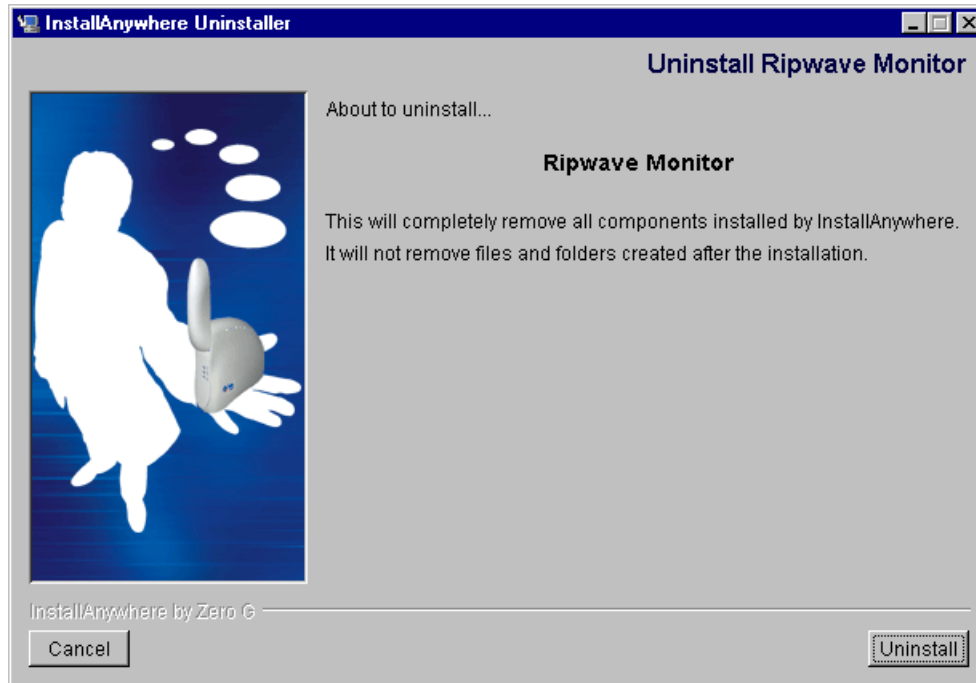 InstallAnywhere Uninstaller
Uninstall Ripwave Monitor
About to uninstall...
Ripwave Monitor
This will completely remove all components installed by InstallAnywhere.
It will not remove files and folders created after the installation.
InstallAnywhere by Zero G
Cancel
Uninstall